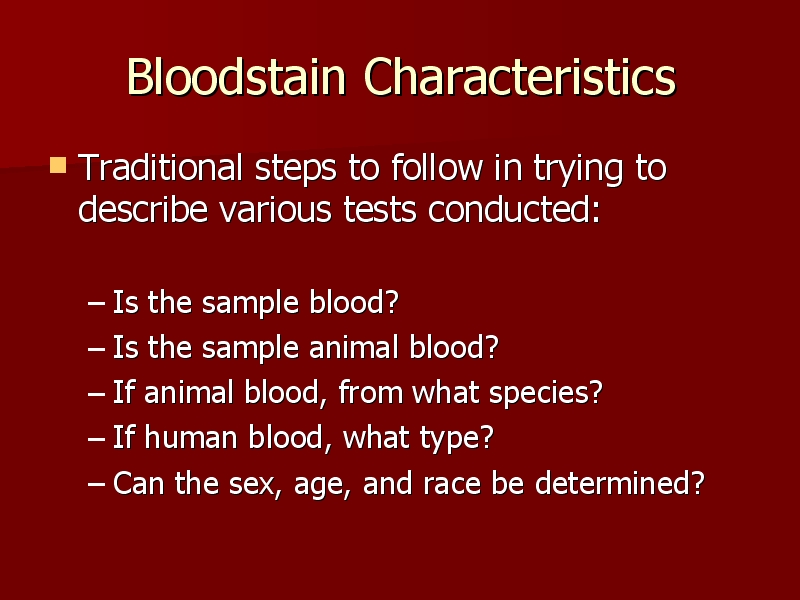 Bloodstain Characteristics
Traditional steps to follow in trying to
describe various tests conducted:
– Is the sample blood?
– Is the sample animal blood?
– If animal blood, from what species?
– If human blood, what type?
– Can the sex, age, and race be determined?